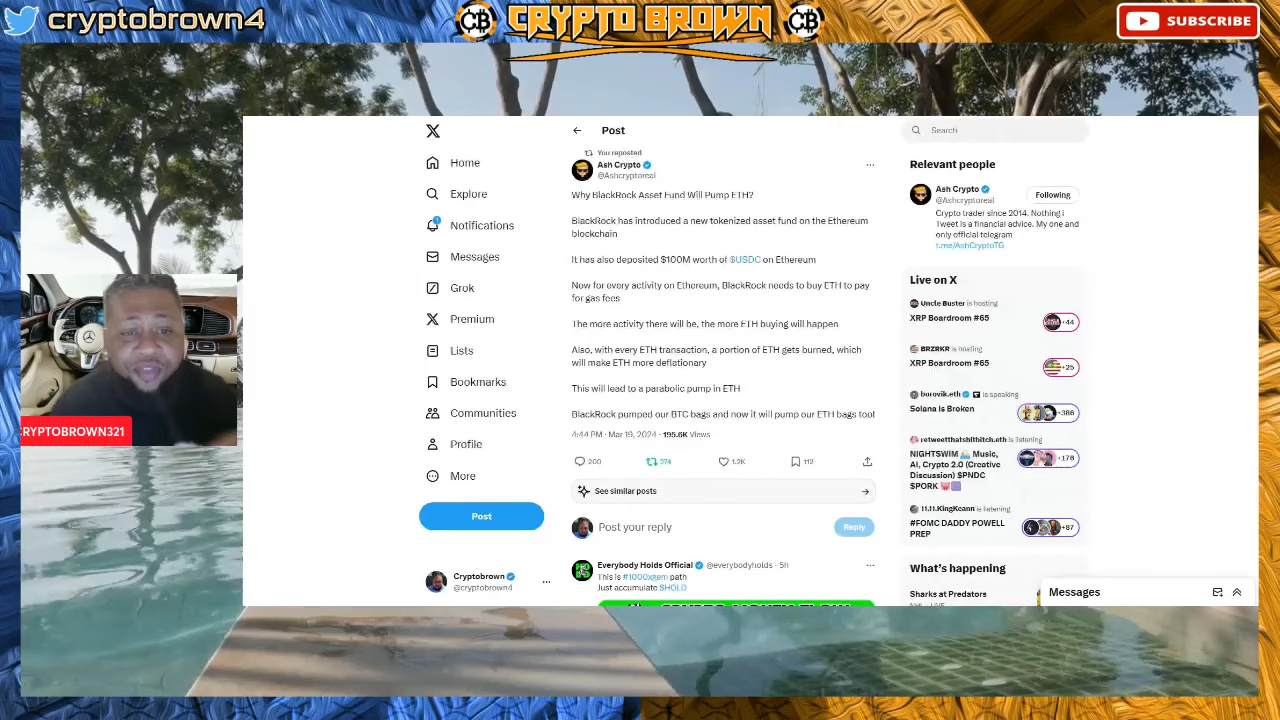 cryptobrown4
CB
CRYPTO BROWN
CB
SUBSCRIBE
CRYPTOBROWN321
Home
Explore
1
Notifications
Messages
Grok
Premium
Lists
Bookmarks
Communities
Profile
More
Post
Cryptobrown
@cryptobrown4
Post
You reposted
Ash Crypto
@Ashcryptoreal
Why BlackRock Asset Fund Will Pump ETH?
BlackRock has introduced a new tokenized asset fund on the Ethereum
blockchain
It has also deposited $100M worth of $USDC on Ethereum
Now for every activity on Ethereum, BlackRock needs to buy ETH to pay
for gas fees
The more activity there will be, the more ETH buying will happen
Also, with every ETH transaction, a portion of ETH gets burned, which
will make ETH more deflationary
This will lead to a parabolic pump in ETH
BlackRock pumped our BTC bags and now it will pump our ETH bags too!
4:44 PM · Mar 19, 2024 · 195.6K Views
200
274
1.2K
112
See similar posts
Post your reply
Reply
Everybody Holds Official @everybodyholds · 5h
This is #1000xgem path
Just accumulate $HOLD
Search
Relevant people
Ash Crypto
@Ashcryptoreal
Following
Crypto trader since 2014. Nothing i
Tweet is a financial advice. My one and
only official telegram
t.me/AshCryptoTG
Live on X
Uncle Buster is hosting
XRP Boardroom #65
+44
BRZRKR is hosting
XRP Boardroom #65
+25
borovik.eth is speaking
Solana is Broken
+386
retweetthatshitbitch.eth is listening
NIGHTSWIM 🏊 Music,
AI, Crypto 2.0 (Creative
Discussion) $PNDC
$PORK
+176
11.11.KingKeann is listening
#FOMC DADDY POWELL
PREP
+87
What's happening
Sharks at Predators
Messages